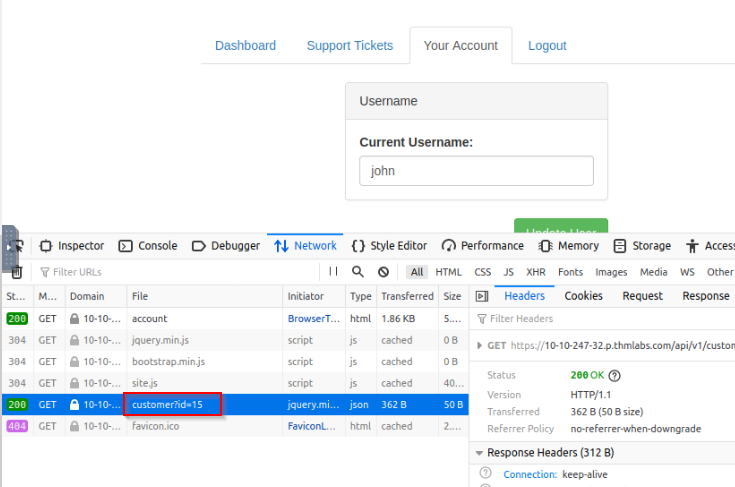 Dashboard Support Tickets Your Account Logout
Username
Current Username:
john
Inspector Console Debugger Network Style Editor Performance Memory Storage Acces
Filter URLs All HTML CSS JS XHR Fonts Images Media WS Other
St... M... Domain File Initiator Type Transferred Size
Headers Cookies Request Response
200 GET 10-10-... account BrowserT... html 1.86 KB 5....
Filter Headers
304 GET 10-10-... jquery.min.js script js cached 0 B
GET https://10-10-247-32.p.thmlabs.com/api/v1/custom
304 GET 10-10-... bootstrap.min.js script js cached 0 B
Status 200 OK
304 GET 10-10-... site.js script js cached 40...
Version HTTP/1.1
200 GET 10-10-... customer?id=15 jquery.mi... json 362 B 50 B
Transferred 362 B (50 B size)
404 GET 10-10-... favicon.ico FaviconL... html cached 2....
Referrer Policy no-referrer-when-downgrade
Response Headers (312 B)
Connection: keep-alive